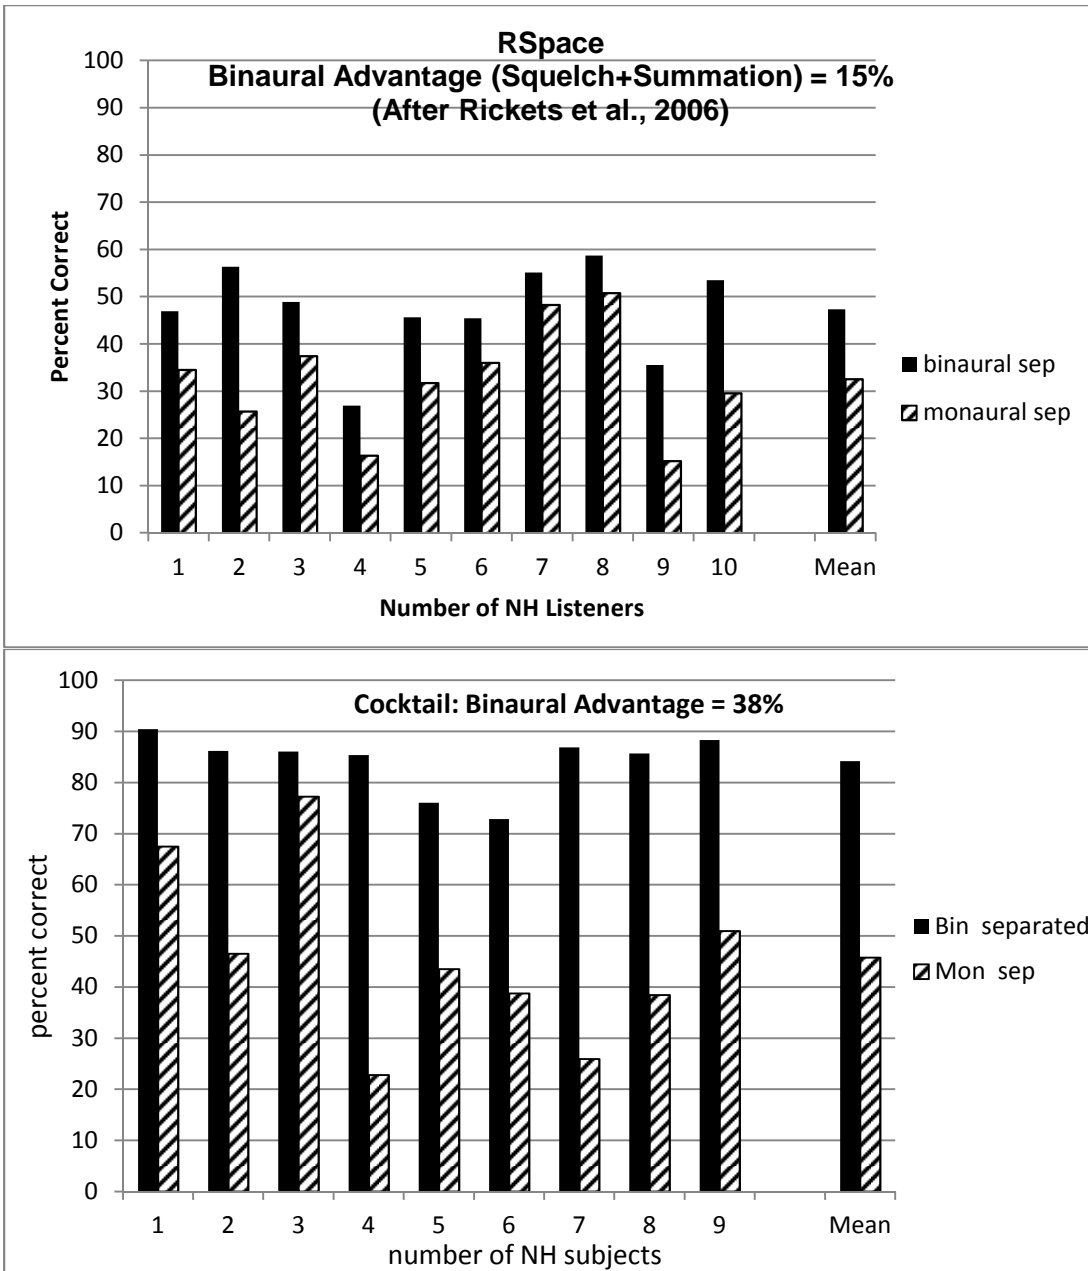 RSpace
Binaural Advantage (Squelch+Summation) = 15%
(After Rickets et al., 2006)
100
90
80
70
60
50
40
30
20
10
0
Percent Correct
1 2 3 4 5 6 7 8 9 10 Mean
Number of NH Listeners
binaural sep
monaural sep
Cocktail: Binaural Advantage = 38%
100
90
80
70
60
50
40
30
20
10
0
percent correct
1 2 3 4 5 6 7 8 9 Mean
number of NH subjects
Bin separated
Mon sep